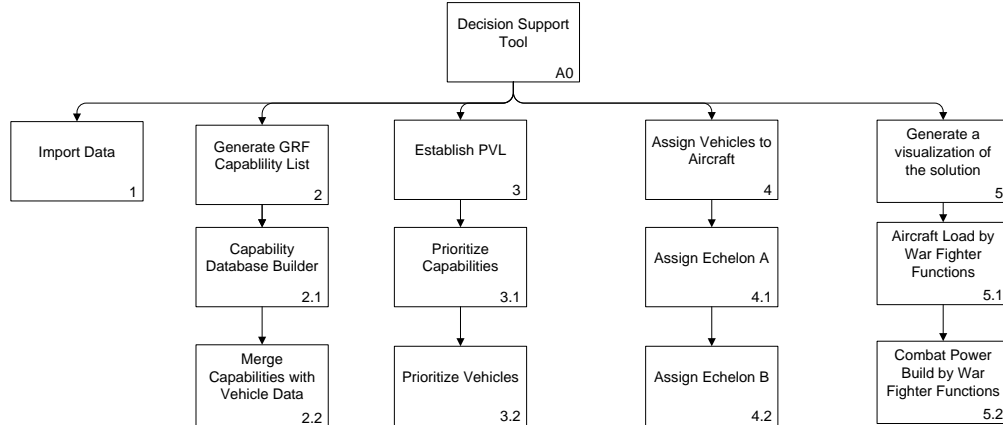 Decision Support
Tool
A0
Import Data
1
Generate GRF
Capablility List
2
Establish PVL
3
Assign Vehicles to
Aircraft
4
Generate a
visualization of
the solution
5
Capability
Database Builder
2.1
Prioritize
Capabilities
3.1
Assign Echelon A
4.1
Aircraft Load by
War Fighter
Functions
5.1
Merge
Capabilities with
Vehicle Data
2.2
Prioritize Vehicles
3.2
Assign Echelon B
4.2
Combat Power
Build by War
Fighter Functions
5.2